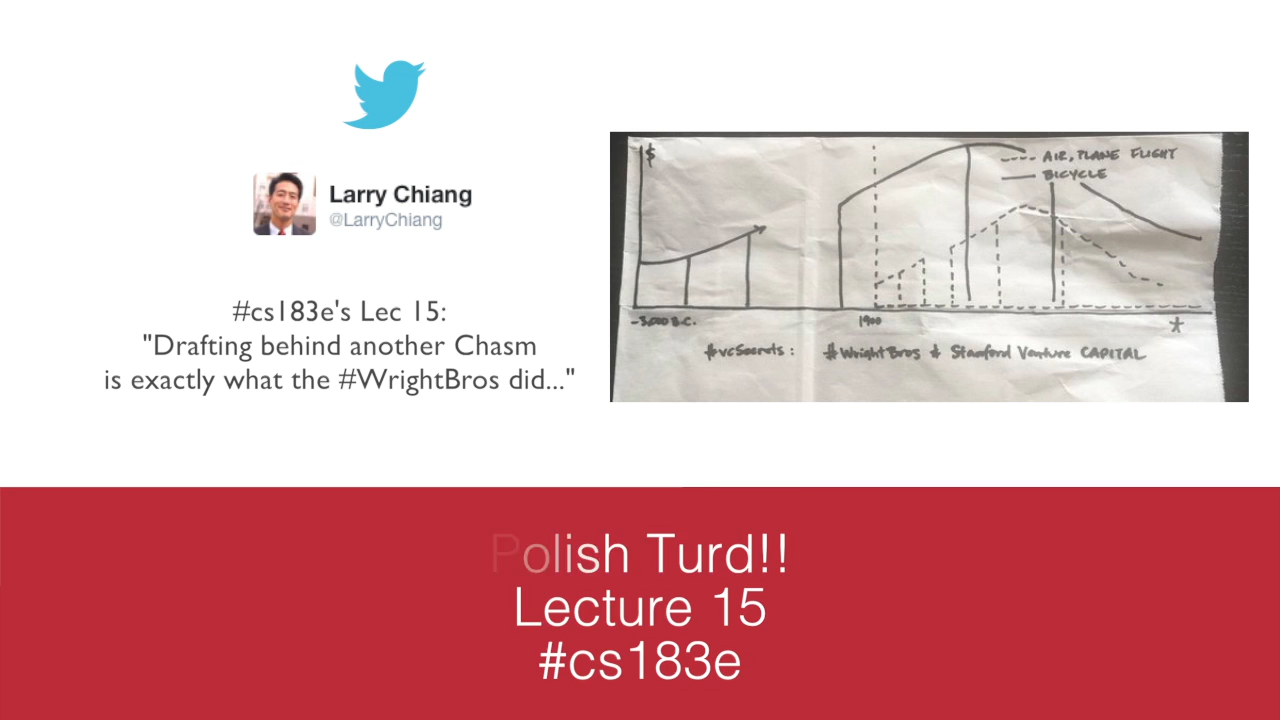 Larry Chiang
@LarryChiang
#cs183e's Lec 15:
"Drafting behind another Chasm
is exactly what the #WrightBros did..."
$
AIR,PLANE FLIGHT
BICYCLE
1900
#vcSecrets: #WrightBros & Stanford Venture CAPITAL
Polish Turd!!
Lecture 15
#cs183e